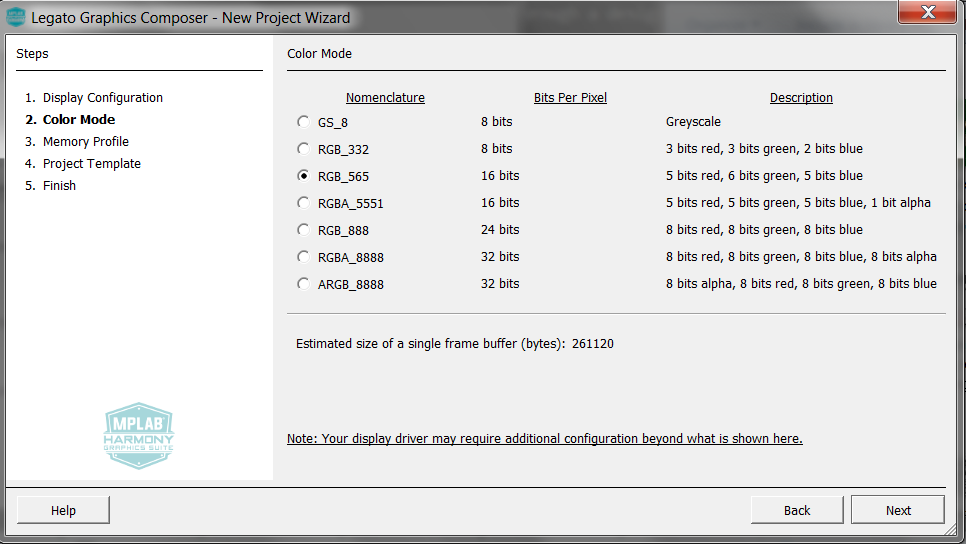 Legato Graphics Composer - New Project Wizard
Steps
1. Display Configuration
2. Color Mode
3. Memory Profile
4. Project Template
5. Finish
MPLAB
HARMONY
GRAPHICS SUITE
Color Mode
Nomenclature Bits Per Pixel Description
GS_8 8 bits Greyscale
RGB_332 8 bits 3 bits red, 3 bits green, 2 bits blue
RGB_565 16 bits 5 bits red, 6 bits green, 5 bits blue
RGBA_5551 16 bits 5 bits red, 5 bits green, 5 bits blue, 1 bit alpha
RGB_888 24 bits 8 bits red, 8 bits green, 8 bits blue
RGBA_8888 32 bits 8 bits red, 8 bits green, 8 bits blue, 8 bits alpha
ARGB_8888 32 bits 8 bits alpha, 8 bits red, 8 bits green, 8 bits blue
Estimated size of a single frame buffer (bytes): 261120
Note: Your display driver may require additional configuration beyond what is shown here.
Help Back Next